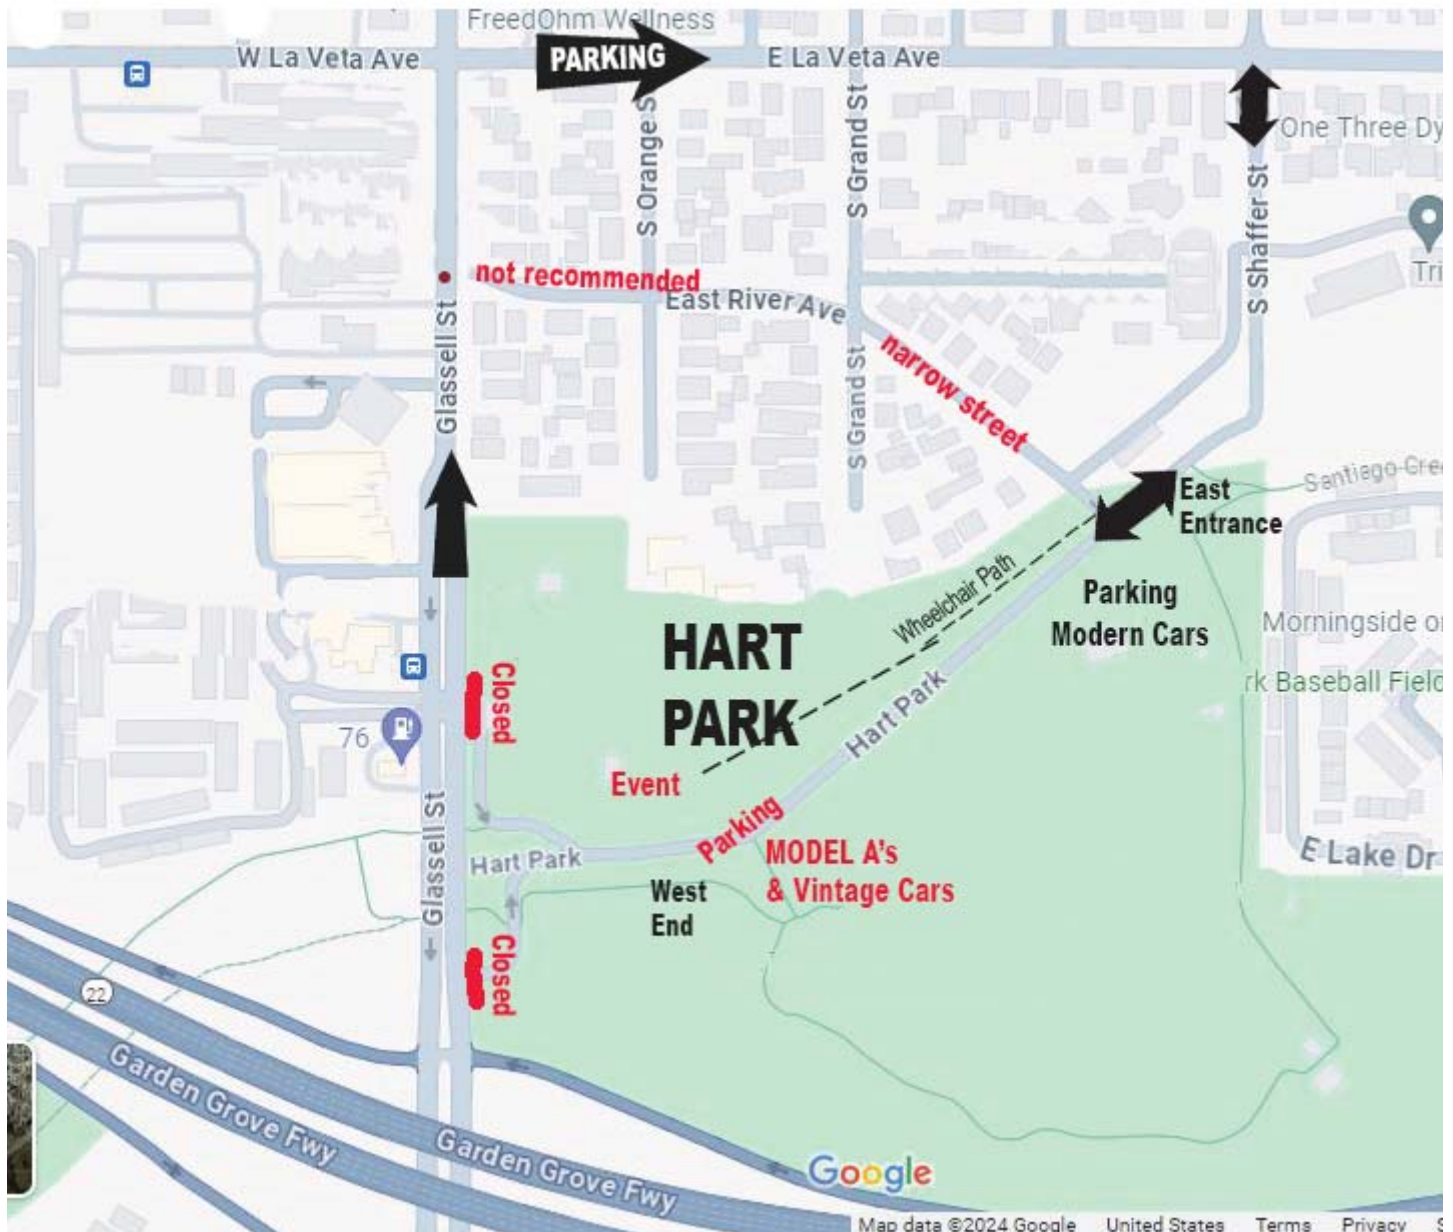 FreedOhm Wellness
W La Veta Ave
PARKING
E La Veta Ave
S Orange S
S Grand St
One Three Dy
S Shaffer St
Tri
not recommended
East River Ave
Glassell St
narrow street
S Grand St
Santiago Cre
East
Entrance
Wheelchair Path
Parking
Modern Cars
Morningside o
HART
PARK
Closed
rk Baseball Field
Hart Park
76
Event
Parking
MODEL A's
& Vintage Cars
Glassell St
Hart Park
E Lake Dr
West
End
Closed
22
Garden Grove Fwy
Garden Grove Fwy
Google
Map data ©2024 Google United States Terms Privacy